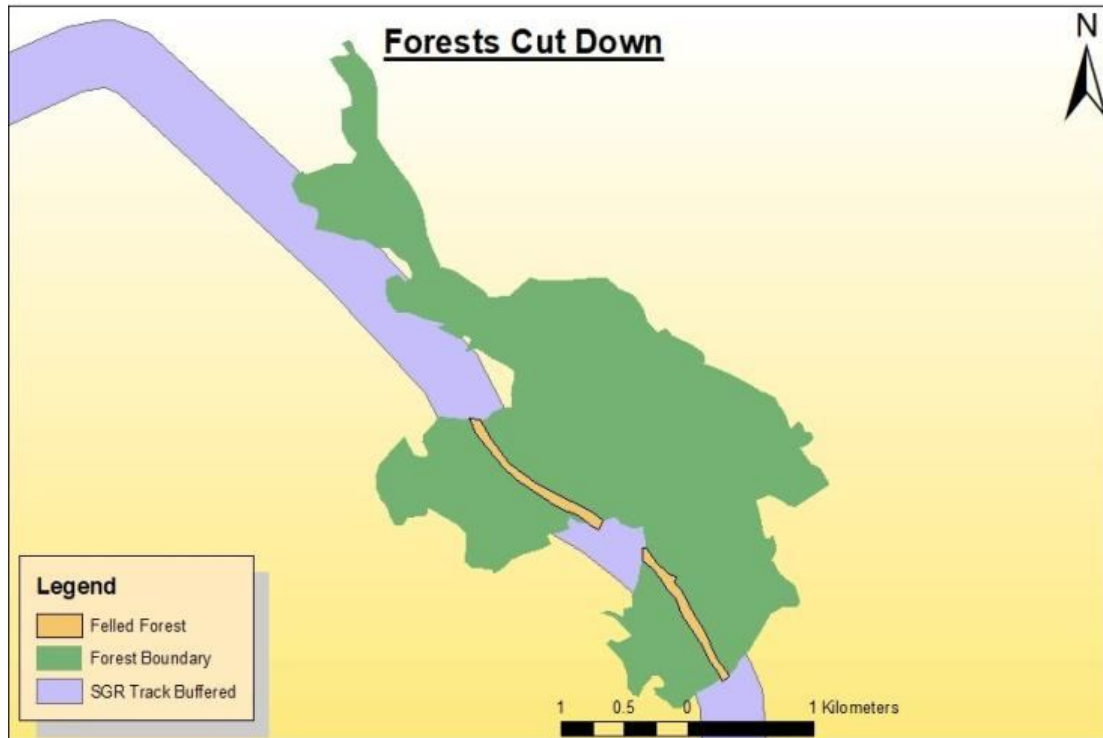 Forests Cut Down
N
Legend
Felled Forest
Forest Boundary
SGR Track Buffered
1 0.5 0 1 Kilometers